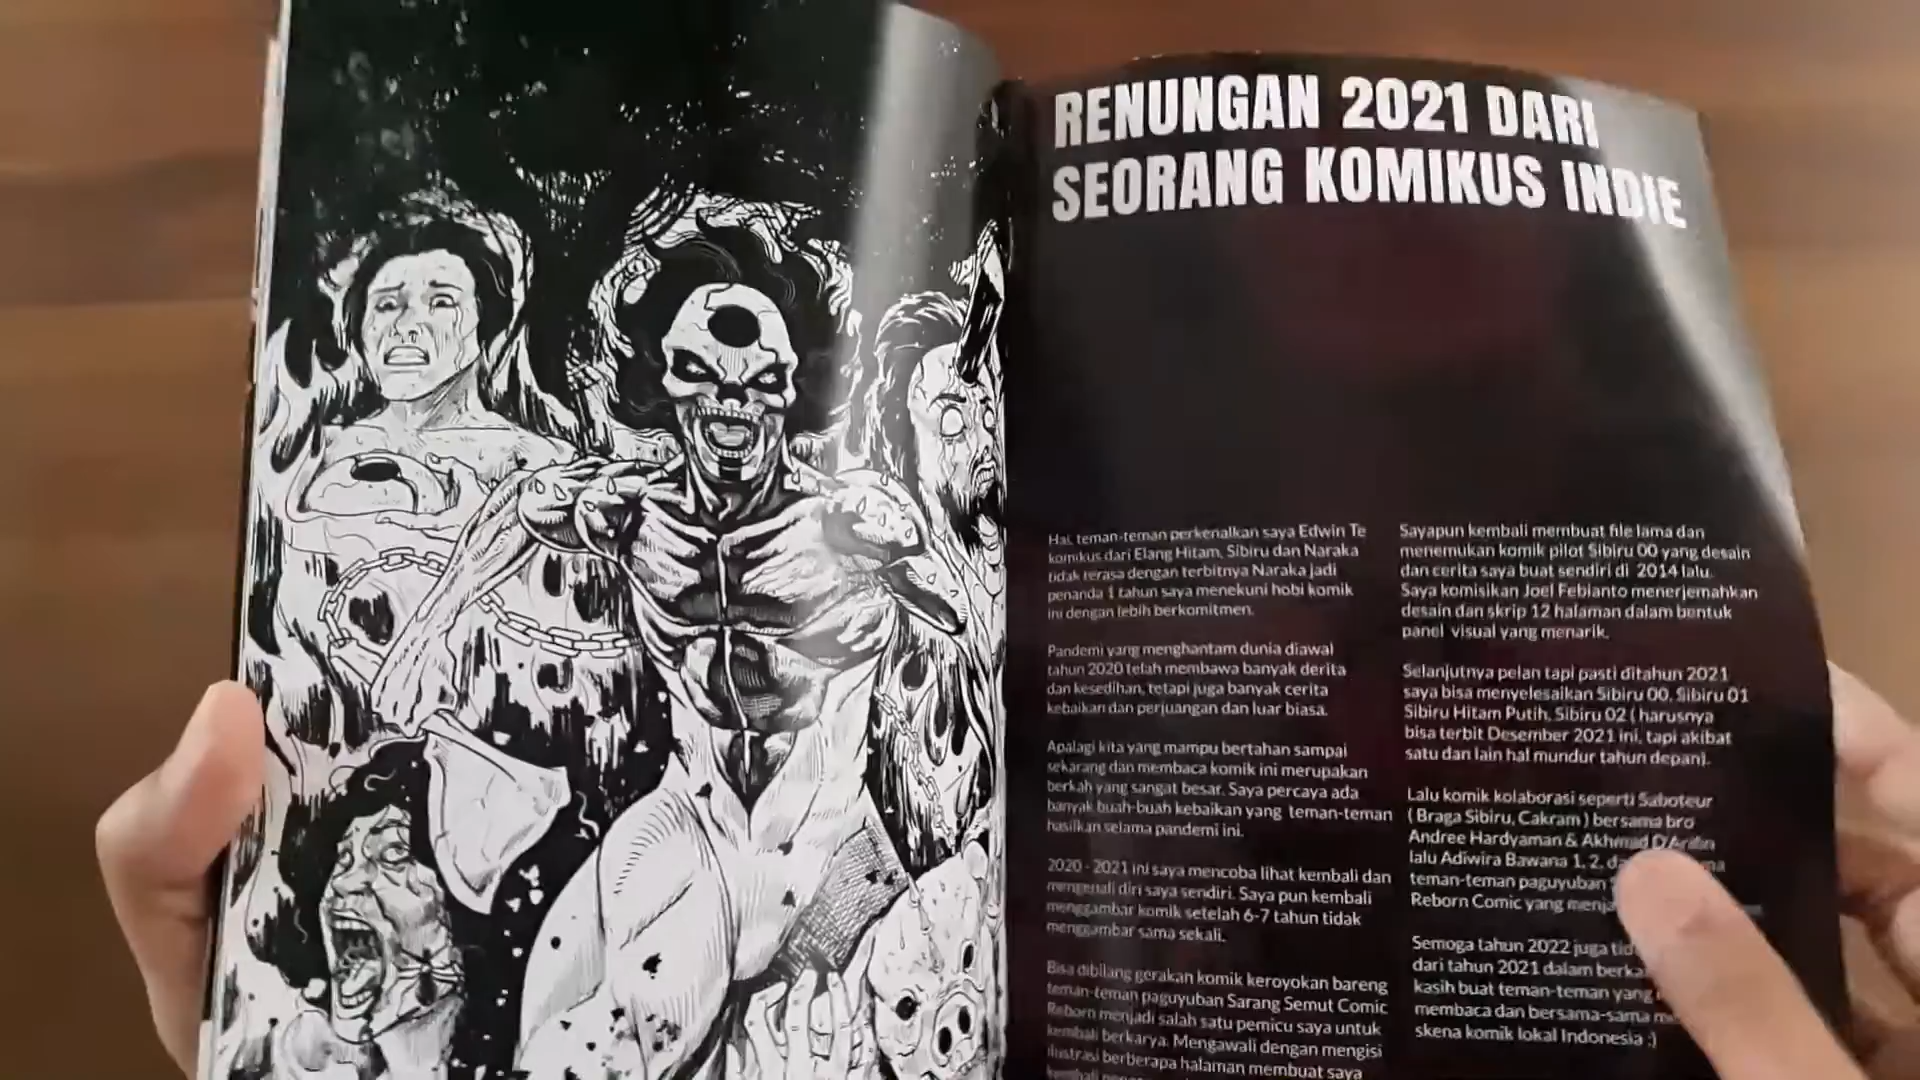 RENUNGAN 2021 DARI
SEORANG KOMIKUS INDIE
Hai, teman-teman perkenalkan saya Edwin Te
komikus dari Elang Hitam, Sibiru dan Naraka
tidak terasa dengan terbitnya Naraka jadi
penanda 1 tahun saya menekuni hobi komik
ini dengan lebih berkomitmen.
Pandemi yang menghantam dunia diawal
tahun 2020 telah membawa banyak derita
dan kesedihan, tetapi juga banyak cerita
kebaikan dan perjuangan dan luar biasa.
Apalagi kita yang mampu bertahan sampai
sekarang dan membaca komik ini merupakan
berkah yang sangat besar. Saya percaya ada
banyak buah-buah kebaikan yang teman-teman
hasilkan selama pandemi ini.
2020 - 2021 ini saya mencoba lihat kembali dan
mengenali diri saya sendiri. Saya pun kembali
menggambar komik setelah 6-7 tahun tidak
menggambar sama sekali.
Bisa dibilang gerakan komik keroyokan bareng
teman-teman paguyuban Sarang Semut Comic
Reborn menjadi salah satu pemicu saya untuk
kembali berkarya. Mengawali dengan mengisi
ilustrasi berberapa halaman membuat saya
kembali
Sayapun kembali membuat file lama dan
menemukan komik pilot Sibiru 00 yang desain
dan cerita saya buat sendiri di 2014 lalu.
Saya komisikan Joel Febianto menerjemahkan
desain dan skrip 12 halaman dalam bentuk
panel visual yang menarik.
Selanjutnya pelan tapi pasti ditahun 2021
saya bisa menyelesaikan Sibiru 00, Sibiru 01
Sibiru Hitam Putih, Sibiru 02 ( harusnya
bisa terbit Desember 2021 ini, tapi akibat
satu dan lain hal mundur tahun depan).
Lalu komik kolaborasi seperti Saboteur
( Braga Sibiru, Cakram ) bersama bro
Andree Hardyaman & Akhmad D'Arafin
lalu Adiwira Bawana 1, 2,
teman-teman paguyuban
Reborn Comic yang
Semoga tahun 2022 juga
dari tahun 2021 dalam
kasih buat teman-teman yang
membaca dan bersama-sama
skena komik lokal Indonesia :)